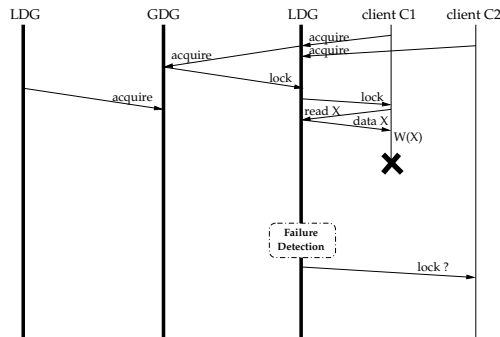 LDG GDG LDG client C1 client C2
acquire
acquire
acquire
lock
acquire
lock
read X
data X
W(X)
Failure
Detection
lock ?